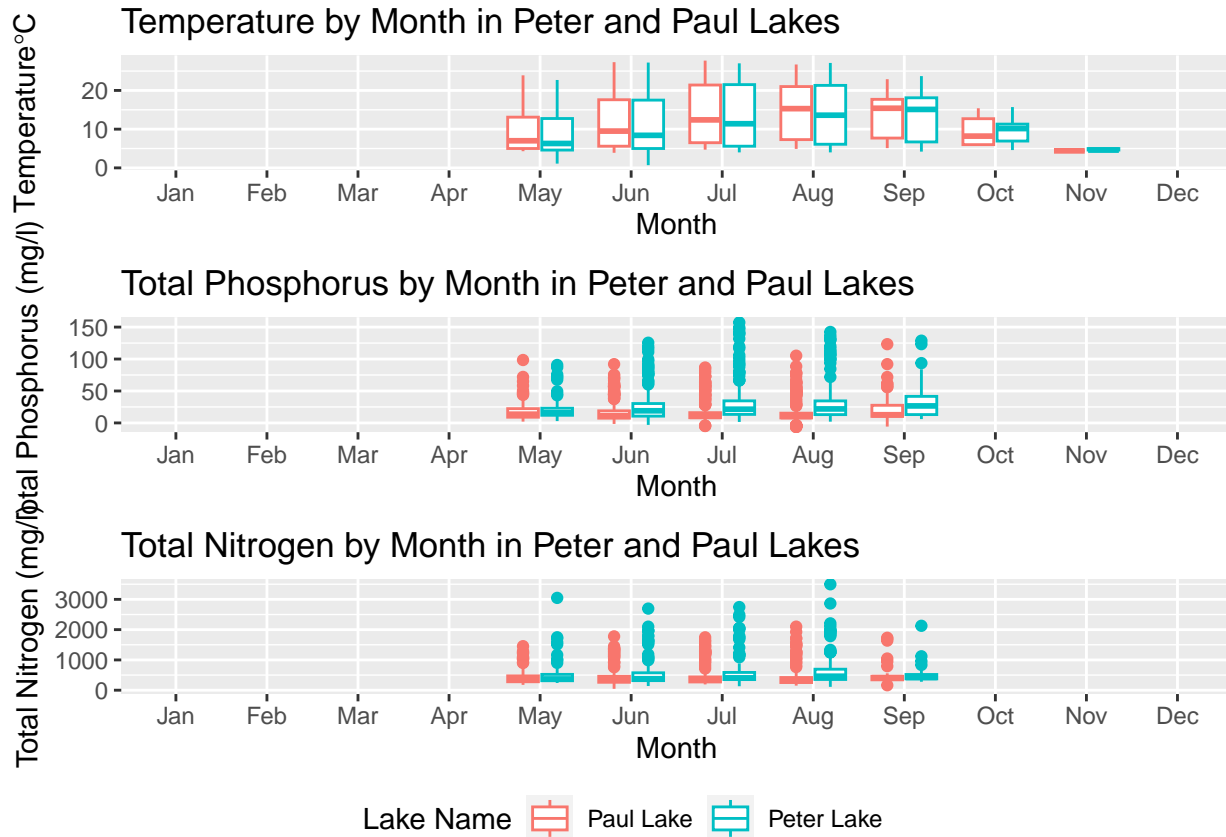 Temperature by Month in Peter and Paul Lakes
Temperature°C
20
10
0
Jan Feb Mar Apr May Jun Jul Aug Sep Oct Nov Dec
Month
Total Phosphorus by Month in Peter and Paul Lakes
Total Phosphorus (mg/l)
150
100
50
0
Jan Feb Mar Apr May Jun Jul Aug Sep Oct Nov Dec
Month
Total Nitrogen by Month in Peter and Paul Lakes
Total Nitrogen (mg/l)
3000
2000
1000
0
Jan Feb Mar Apr May Jun Jul Aug Sep Oct Nov Dec
Month
Lake Name Paul Lake Peter Lake